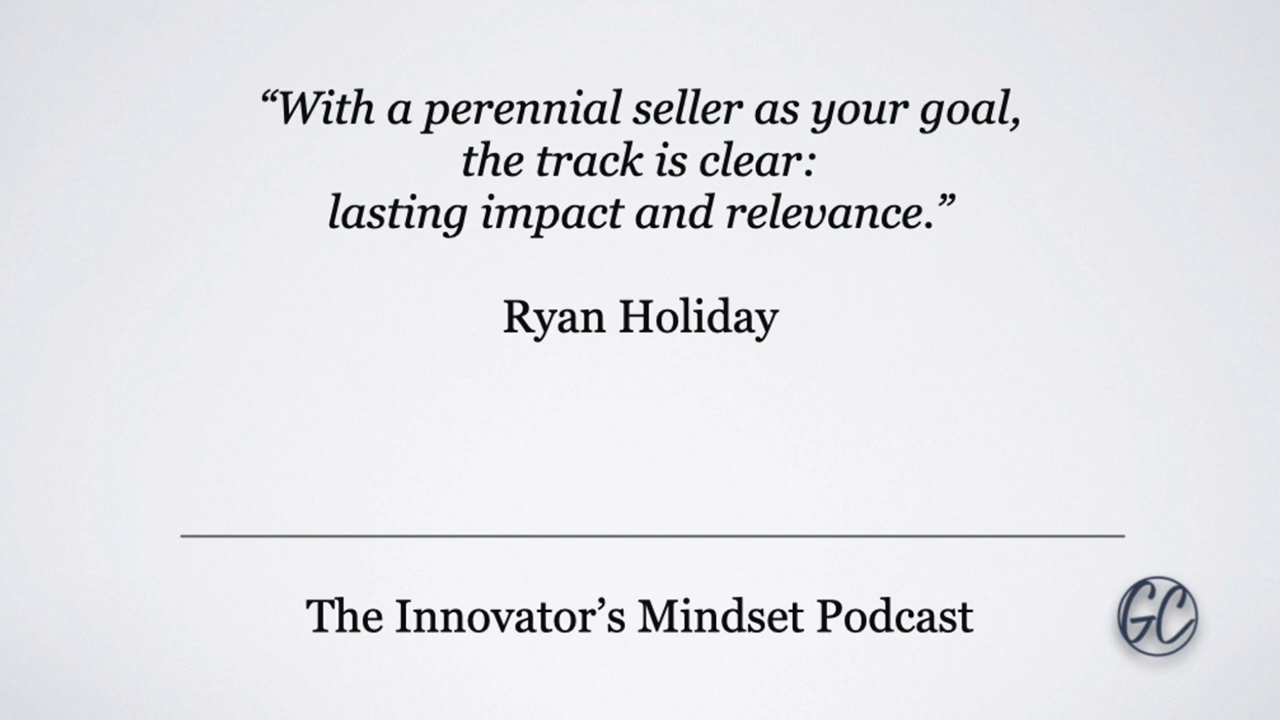 “With a perennial seller as your goal,
the track is clear:
lasting impact and relevance.”
Ryan Holiday
The Innovator’s Mindset Podcast
GC